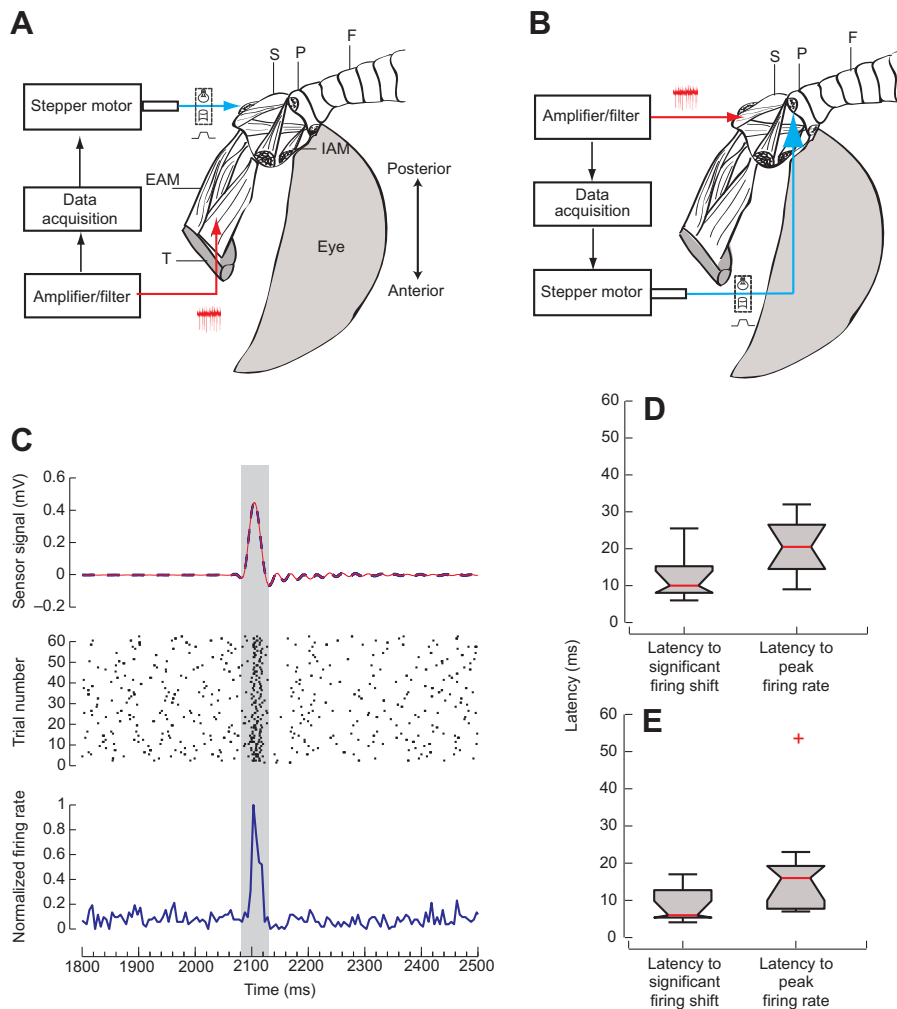 A
F
P
S
Stepper motor
IAM
EAM
Data
acquisition
Posterior
Eye
T
Anterior
Amplifier/filter
B
F
P
S
Amplifier/filter
Data
acquisition
Stepper motor
C
Sensor signal (mV)
0.6
0.4
0.2
0
–0.2
Trial number
60
50
40
30
20
10
0
Normalized firing rate
1
0.8
0.6
0.4
0.2
0
1800 1900 2000 2100 2200 2300 2400 2500
Time (ms)
D
60
50
40
30
20
10
0
Latency to
significant
firing shift
Latency to
peak
firing rate
Latency (ms)
E
60
50
40
30
20
10
0
Latency to
significant
firing shift
Latency to
peak
firing rate